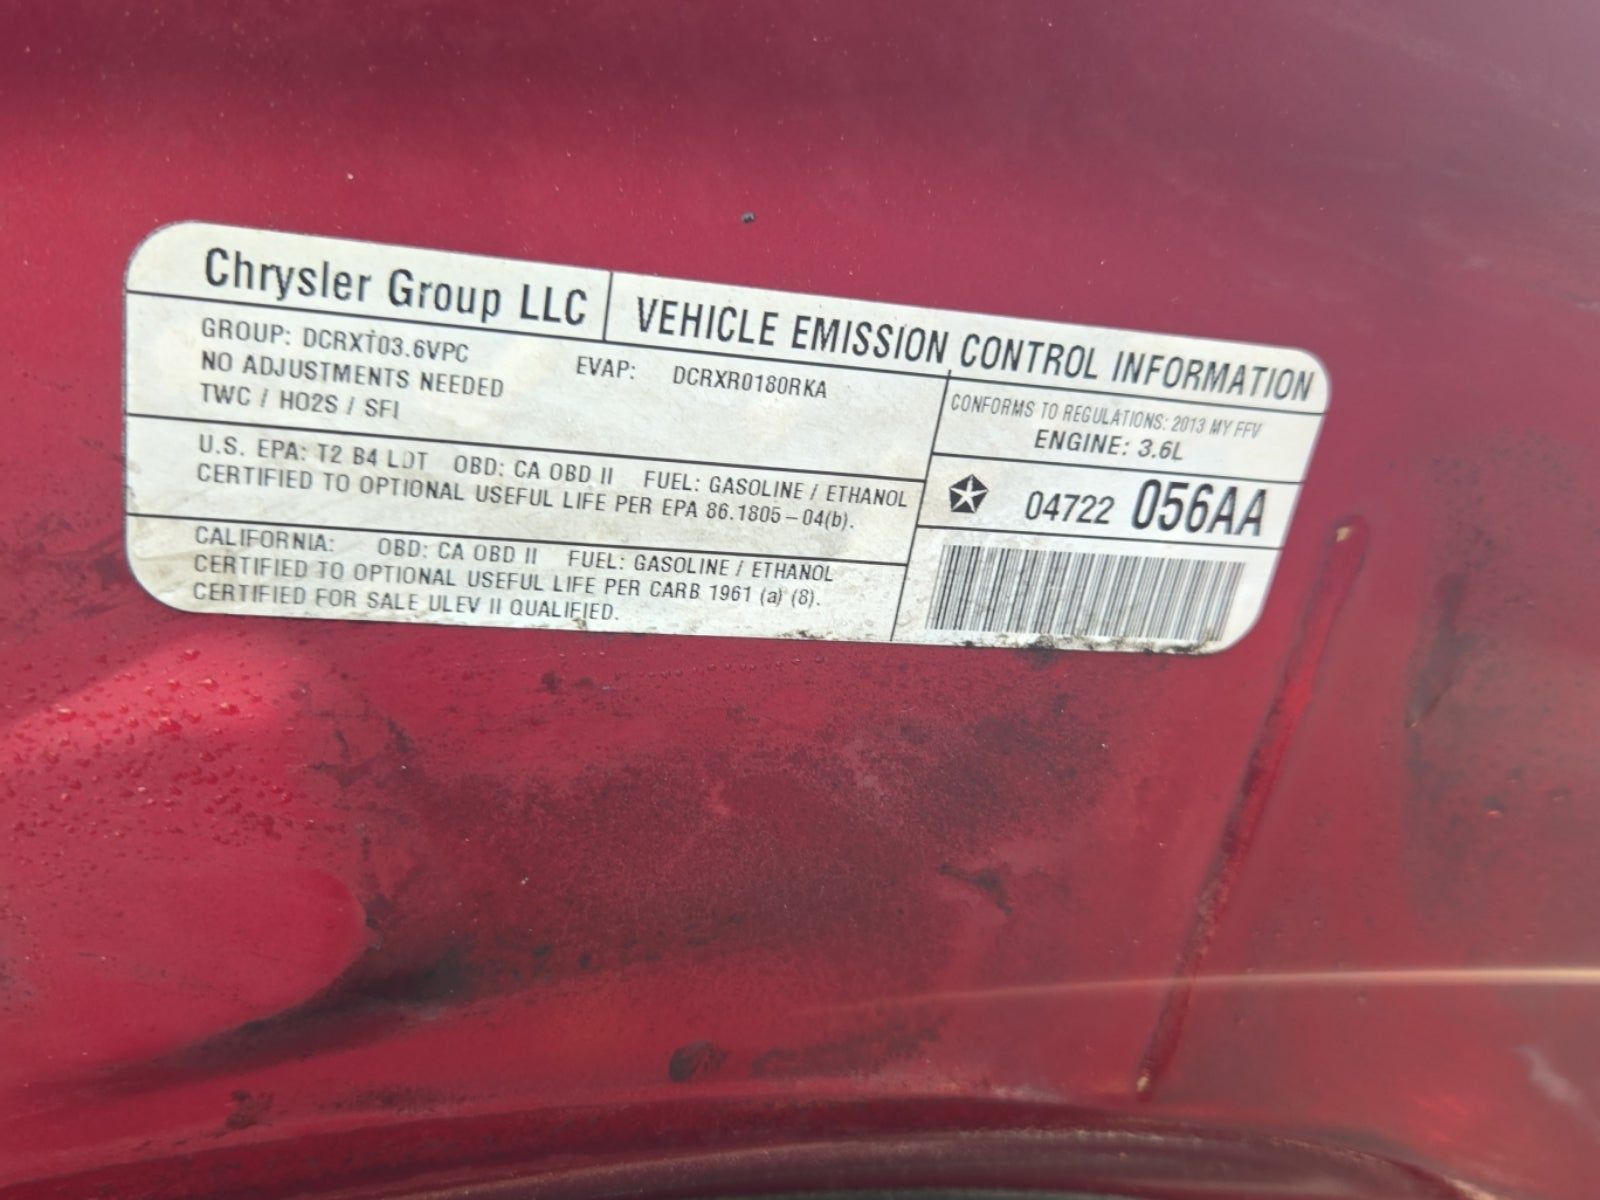 Chrysler Group LLC
VEHICLE EMISSION CONTROL INFORMATION
GROUP: DCRXT03.6VPC
EVAP: DCRXR0180RKA
NO ADJUSTMENTS NEEDED
TWC / HO2S / SFI
CONFORMS TO REGULATIONS: 2013 MY FFV
ENGINE: 3.6L
U.S. EPA: T2 B4 LDT OBD: CA OBD II FUEL: GASOLINE / ETHANOL
CERTIFIED TO OPTIONAL USEFUL LIFE PER EPA 86.1805-04(b).
04722 056AA
CALIFORNIA: OBD: CA OBD II FUEL: GASOLINE / ETHANOL
CERTIFIED TO OPTIONAL USEFUL LIFE PER CARB 1961 (a) (8).
CERTIFIED FOR SALE ULEV II QUALIFIED.